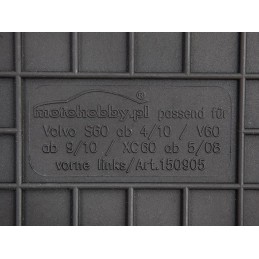 motohobby.pl passend für
Volvo S60 ab 4/10 / V60
ab 9/10 / XC60 ab 5/08
vorne links/Art.150905